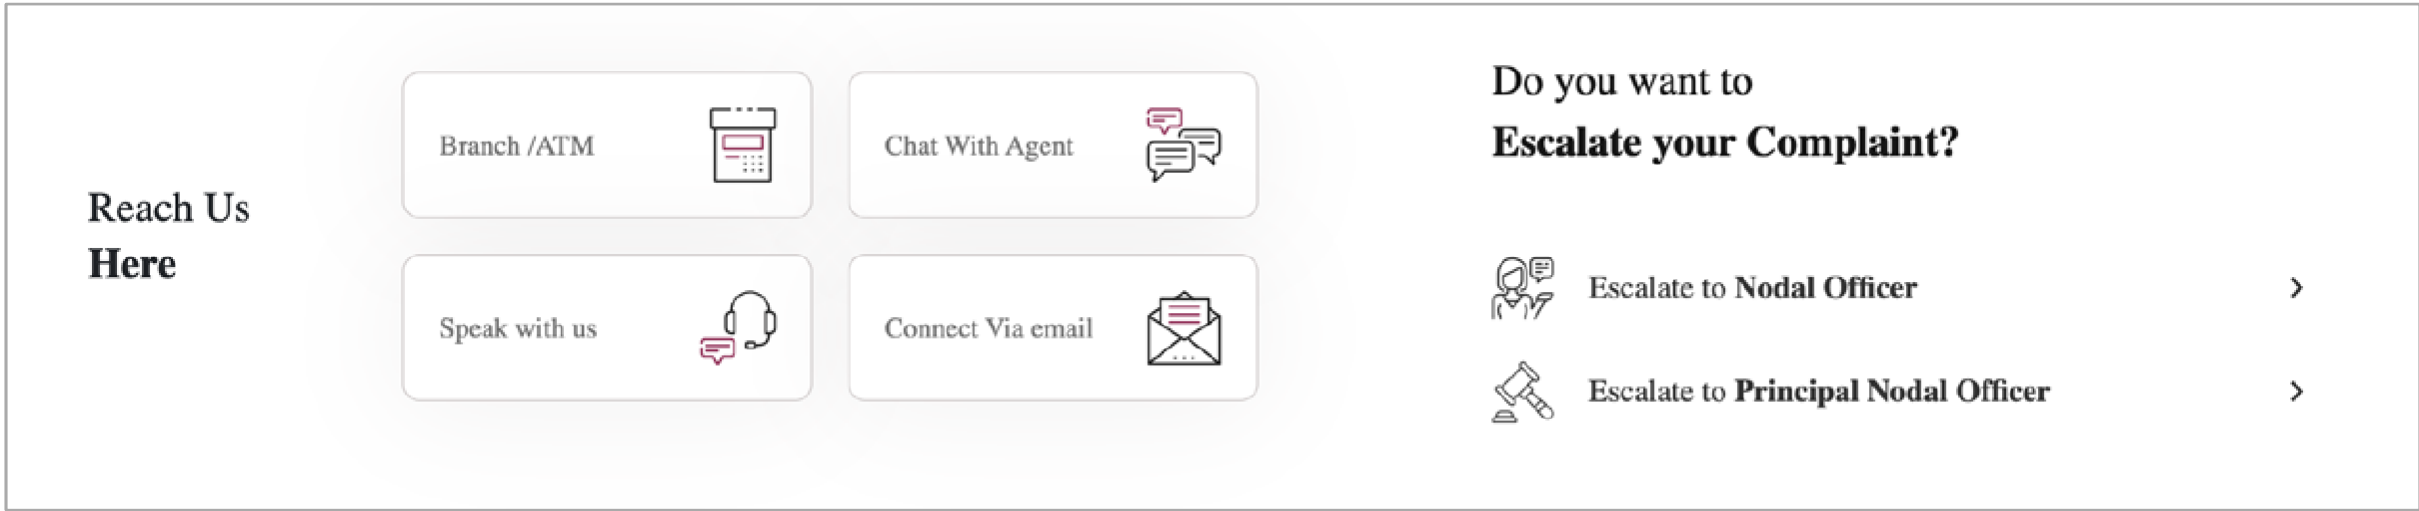 Reach Us
Here
Branch /ATM
Chat With Agent
Speak with us
Connect Via email
Do you want to
Escalate your Complaint?
Escalate to Nodal Officer
Escalate to Principal Nodal Officer